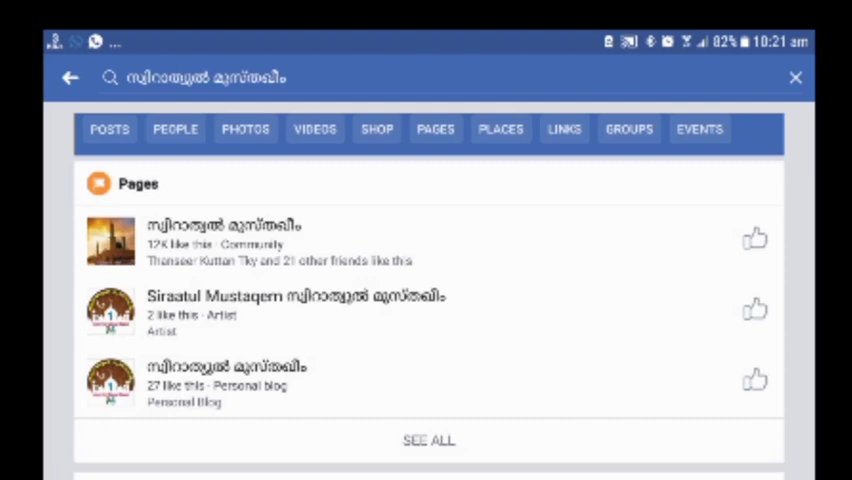 82% 10:21 am
സ്വിറാത്വുൽ മുസ്തഖീം
POSTS PEOPLE PHOTOS VIDEOS SHOP PAGES PLACES LINKS GROUPS EVENTS
Pages
സ്വിറാത്വൽ മുസ്തഖീം
12K like this · Community
Thanseer Kuttan Tky and 21 other friends like this
Siraatul Mustaqem സ്വിറാത്വുൽ മുസ്തഖീം
2 like this · Artist
Artist
സ്വിറാത്വുൽ മുസ്തഖീം
27 like this · Personal blog
Personal Blog
SEE ALL